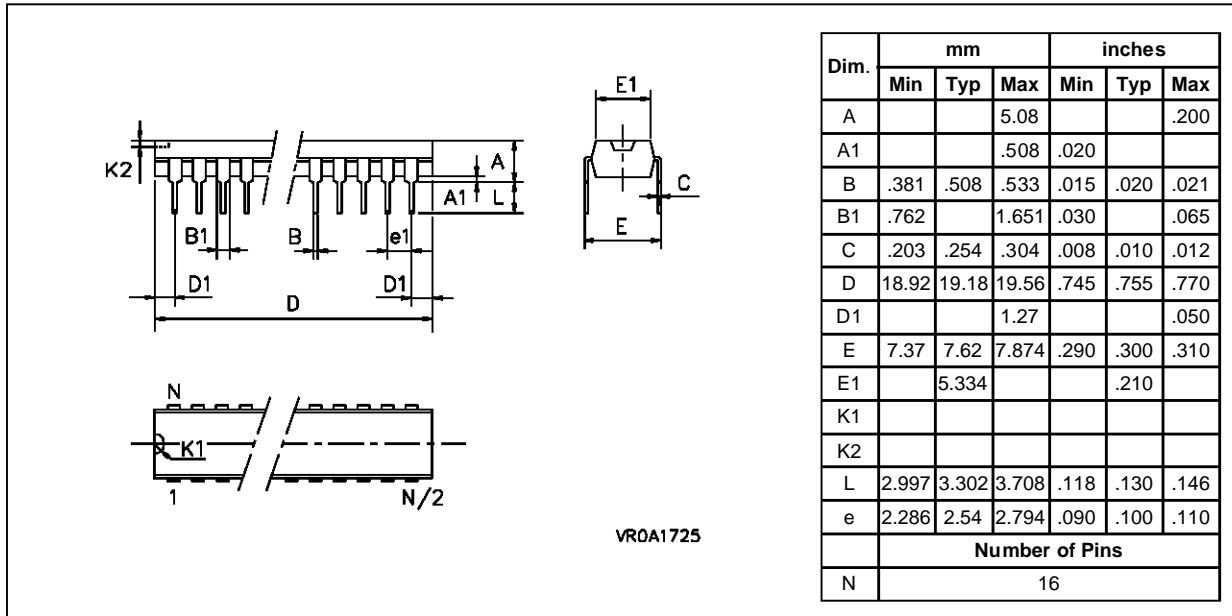 E1
K2
A
A1
L
C
B1
B
e1
E
D1
D1
D
N
K1
1
N/2
VR0A1725
Dim. mm inches
Min Typ Max Min Typ Max
A 5.08 .200
A1 .508 .020
B .381 .508 .533 .015 .020 .021
B1 .762 1.651 .030 .065
C .203 .254 .304 .008 .010 .012
D 18.92 19.18 19.56 .745 .755 .770
D1 1.27 .050
E 7.37 7.62 7.874 .290 .300 .310
E1 5.334 .210
K1
K2
L 2.997 3.302 3.708 .118 .130 .146
e 2.286 2.54 2.794 .090 .100 .110
Number of Pins
N 16